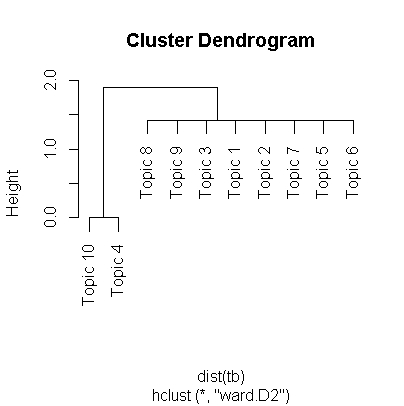 Cluster Dendrogram
Height
2.0
1.0
0.0
Topic 10
Topic 4
Topic 8
Topic 9
Topic 3
Topic 1
Topic 2
Topic 7
Topic 5
Topic 6
dist(tb)
hclust (*, "ward.D2")